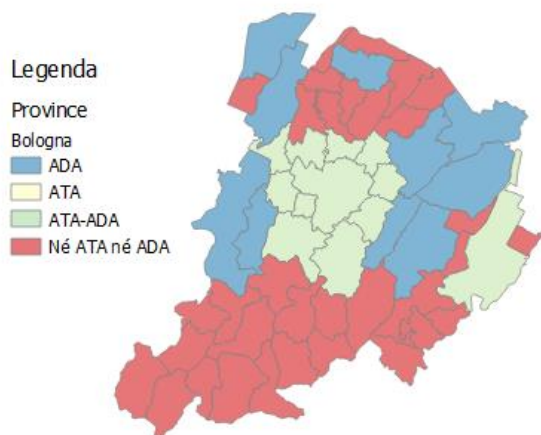 Legenda
Province
Bologna
ADA
ATA
ATA-ADA
Né ATA né ADA